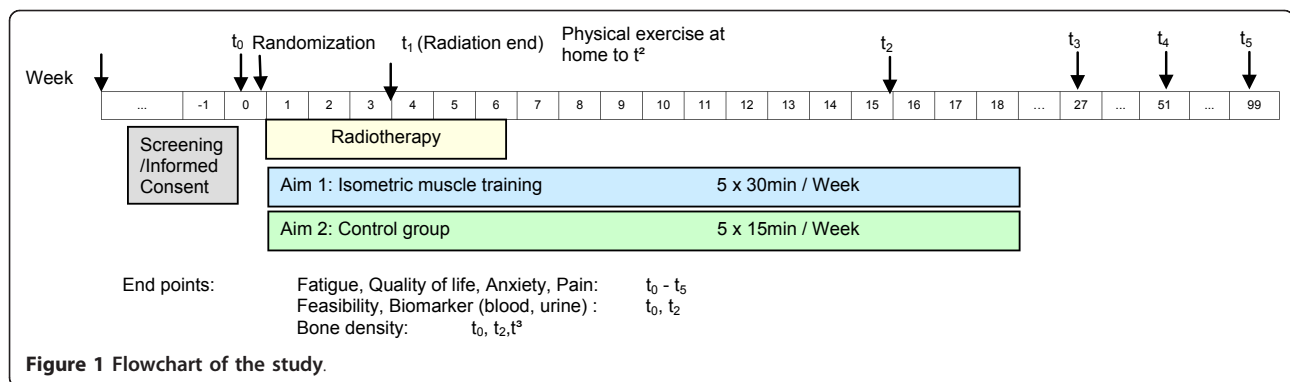 t₀ Randomization t₁ (Radiation end) Physical exercise at t₂ t₃ t₄ t₅
home to t²
Week
... -1 0 1 2 3 4 5 6 7 8 9 10 11 12 13 14 15 16 17 18 ... 27 ... 51 ... 99
Screening
/Informed
Consent
Radiotherapy
Aim 1: Isometric muscle training 5 x 30min / Week
Aim 2: Control group 5 x 15min / Week
End points: Fatigue, Quality of life, Anxiety, Pain: t₀ - t₅
Feasibility, Biomarker (blood, urine) : t₀, t₂
Bone density: t₀, t₂,t³
Figure 1 Flowchart of the study.